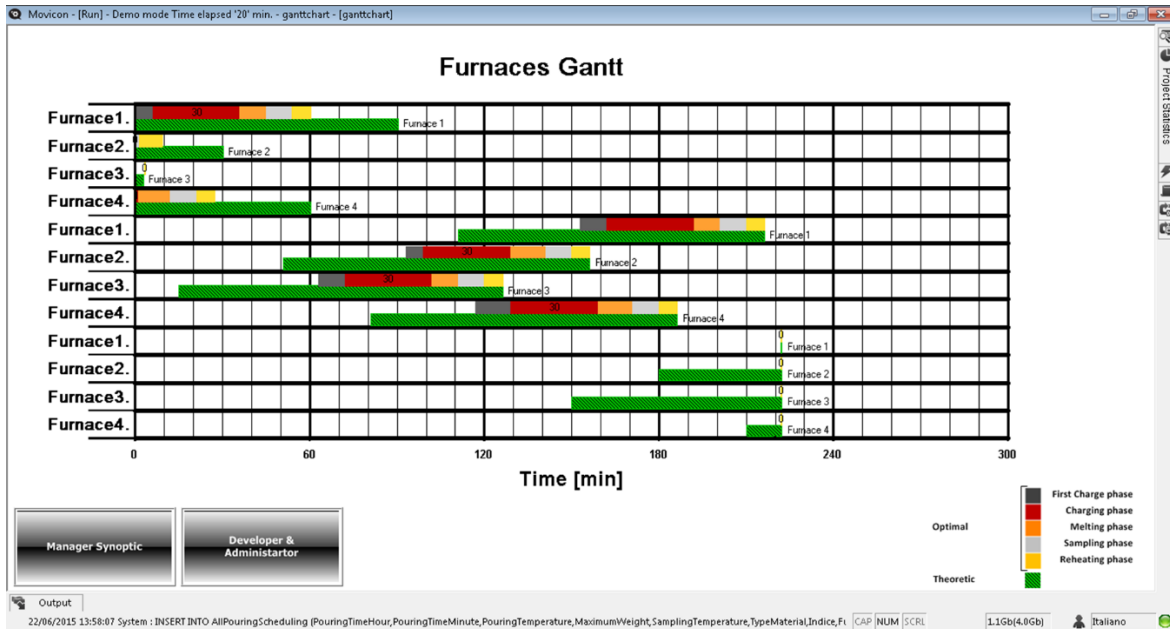 Movicon - [Run] - Demo mode Time elapsed '20' min. - ganttchart - [ganttchart]
Furnaces Gantt
Project Statistics
Furnace1.
30
Furnace 1
Furnace2.
Furnace 2
Furnace3.
0
Furnace 3
Furnace4.
Furnace 4
Furnace1.
Furnace 1
Furnace2.
30
Furnace 2
Furnace3.
30
Furnace 3
Furnace4.
30
Furnace 4
Furnace1.
0
Furnace 1
Furnace2.
0
Furnace 2
Furnace3.
0
Furnace 3
Furnace4.
0
Furnace 4
0 60 120 180 240 300
Time [min]
First Charge phase
Charging phase
Optimal
Melting phase
Sampling phase
Reheating phase
Theoretic
Manager Synoptic
Developer &
Administartor
Output
22/06/2015 13:58:07 System : INSERT INTO AllPouringScheduling (PouringTimeHour,PouringTimeMinute,PouringTemperature,MaximumWeight,SamplingTemperature,TypeMaterial,Indice,Fu CAP NUM SCRL 1.1Gb(4.0Gb) Italiano